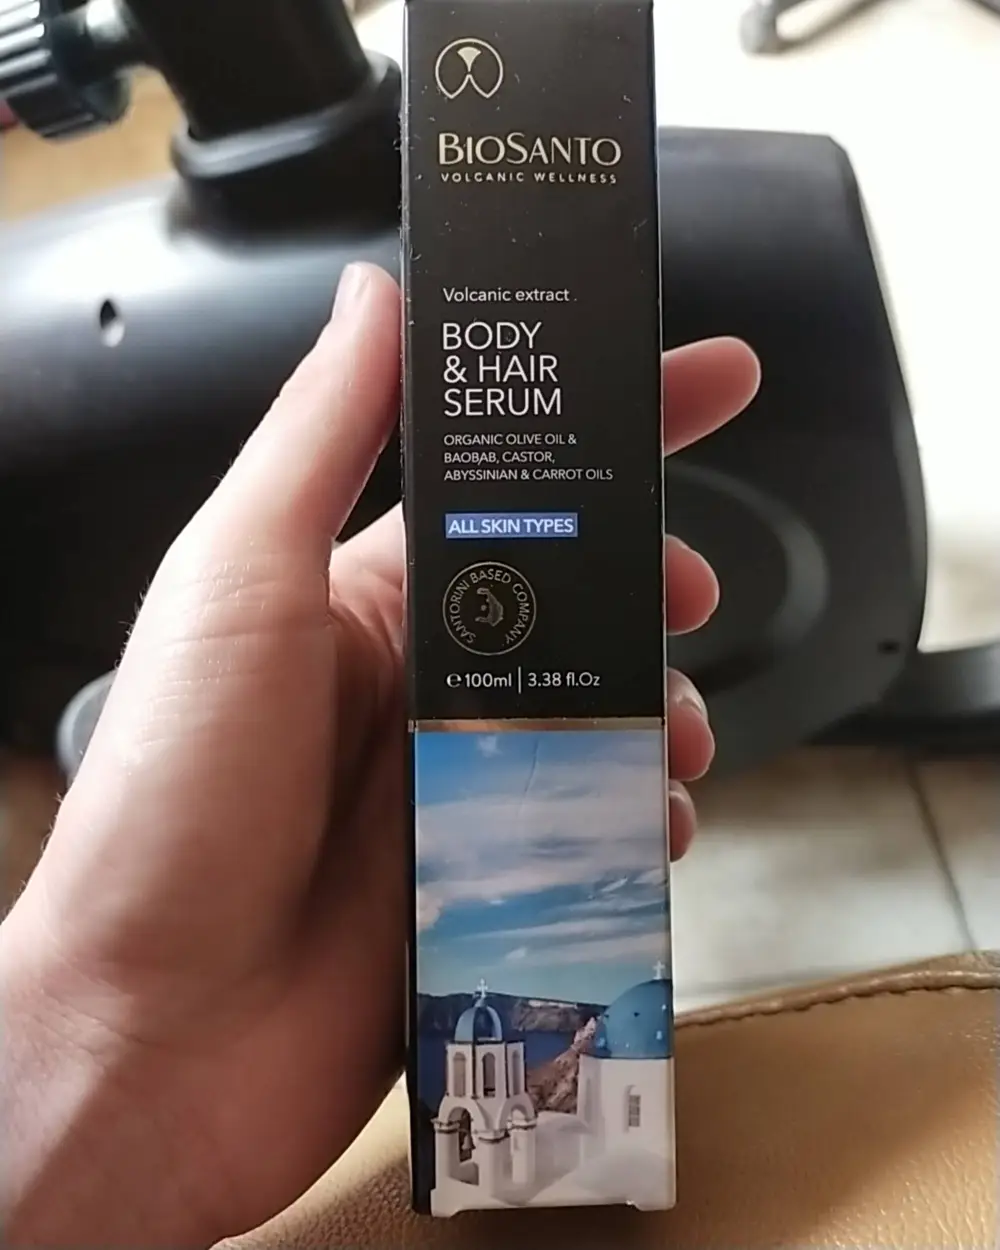 BIOSANTO
VOLCANIC WELLNESS
Volcanic extract
BODY
& HAIR
SERUM
ORGANIC OLIVE OIL &
BAOBAB, CASTOR,
ABYSSINIAN & CARROT OILS
ALL SKIN TYPES
SANTORINI BASED COMPANY
℮100ml | 3.38 fl.Oz